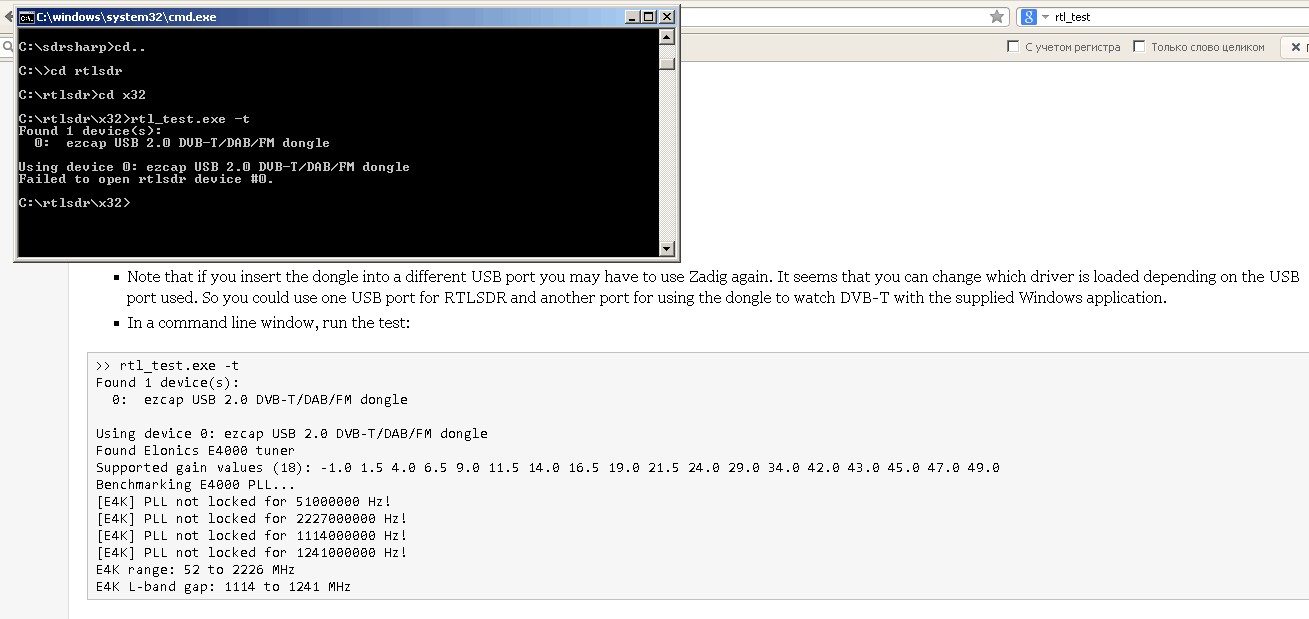 C:\windows\system32\cmd.exe
rtl_test
С учетом регистра
Только слово целиком
C:\sdrsharp>cd..
C:\>cd rtlsdr
C:\rtlsdr>cd x32
C:\rtlsdr\x32>rtl_test.exe -t
Found 1 device(s):
0: ezcap USB 2.0 DVB-T/DAB/FM dongle
Using device 0: ezcap USB 2.0 DVB-T/DAB/FM dongle
Failed to open rtlsdr device #0.
C:\rtlsdr\x32>
Note that if you insert the dongle into a different USB port you may have to use Zadig again. It seems that you can change which driver is loaded depending on the USB
port used. So you could use one USB port for RTLSDR and another port for using the dongle to watch DVB-T with the supplied Windows application.
In a command line window, run the test:
>> rtl_test.exe -t
Found 1 device(s):
0: ezcap USB 2.0 DVB-T/DAB/FM dongle
Using device 0: ezcap USB 2.0 DVB-T/DAB/FM dongle
Found Elonics E4000 tuner
Supported gain values (18): -1.0 1.5 4.0 6.5 9.0 11.5 14.0 16.5 19.0 21.5 24.0 29.0 34.0 42.0 43.0 45.0 47.0 49.0
Benchmarking E4000 PLL...
[E4K] PLL not locked for 51000000 Hz!
[E4K] PLL not locked for 2227000000 Hz!
[E4K] PLL not locked for 1114000000 Hz!
[E4K] PLL not locked for 1241000000 Hz!
E4K range: 52 to 2226 MHz
E4K L-band gap: 1114 to 1241 MHz